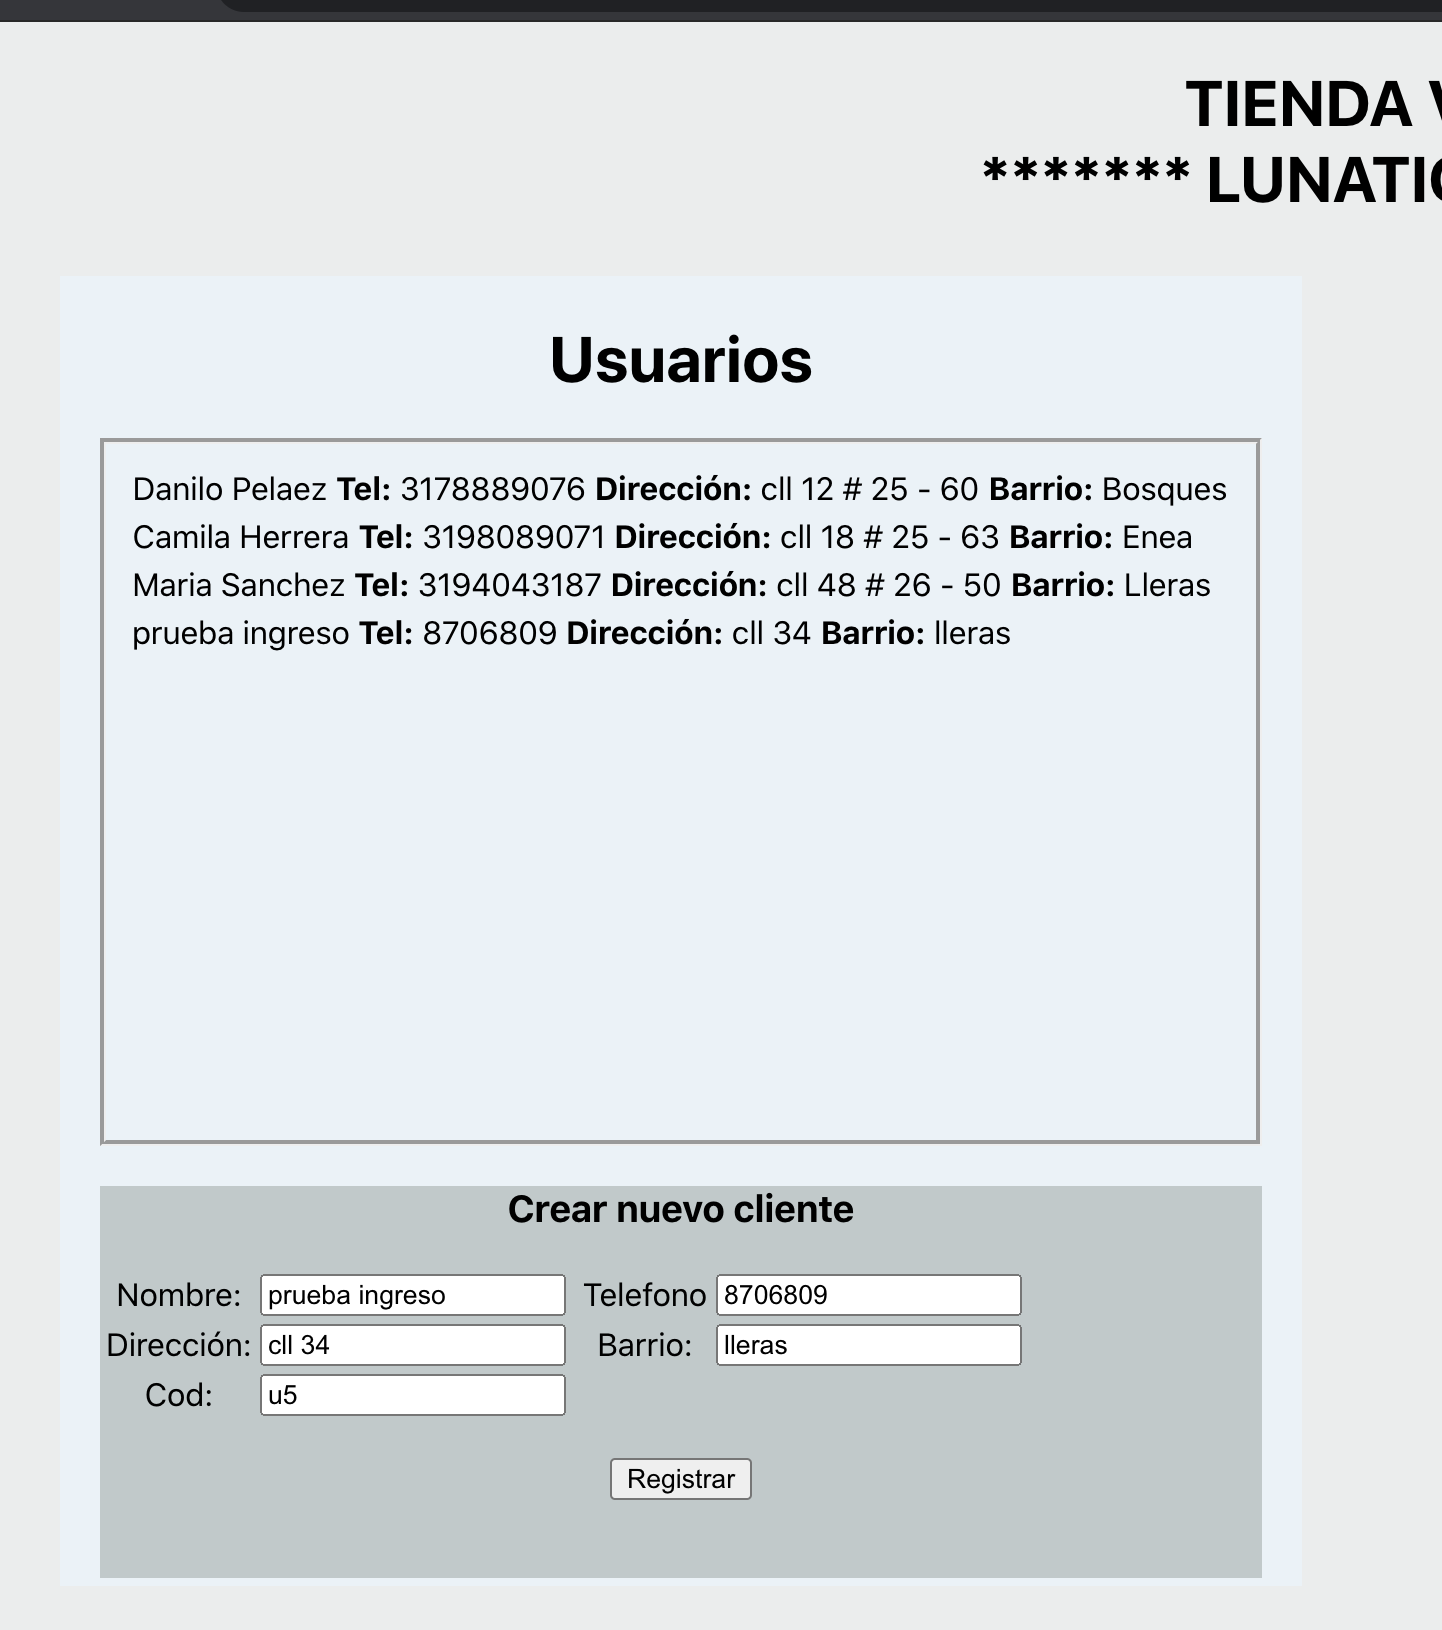 TIENDA
******* LUNATI
Usuarios
Danilo Pelaez Tel: 3178889076 Dirección: cll 12 # 25 - 60 Barrio: Bosques
Camila Herrera Tel: 3198089071 Dirección: cll 18 # 25 - 63 Barrio: Enea
Maria Sanchez Tel: 3194043187 Dirección: cll 48 # 26 - 50 Barrio: Lleras
prueba ingreso Tel: 8706809 Dirección: cll 34 Barrio: lleras
Crear nuevo cliente
Nombre: prueba ingreso Telefono 8706809
Dirección: cll 34 Barrio: lleras
Cod: u5
Registrar